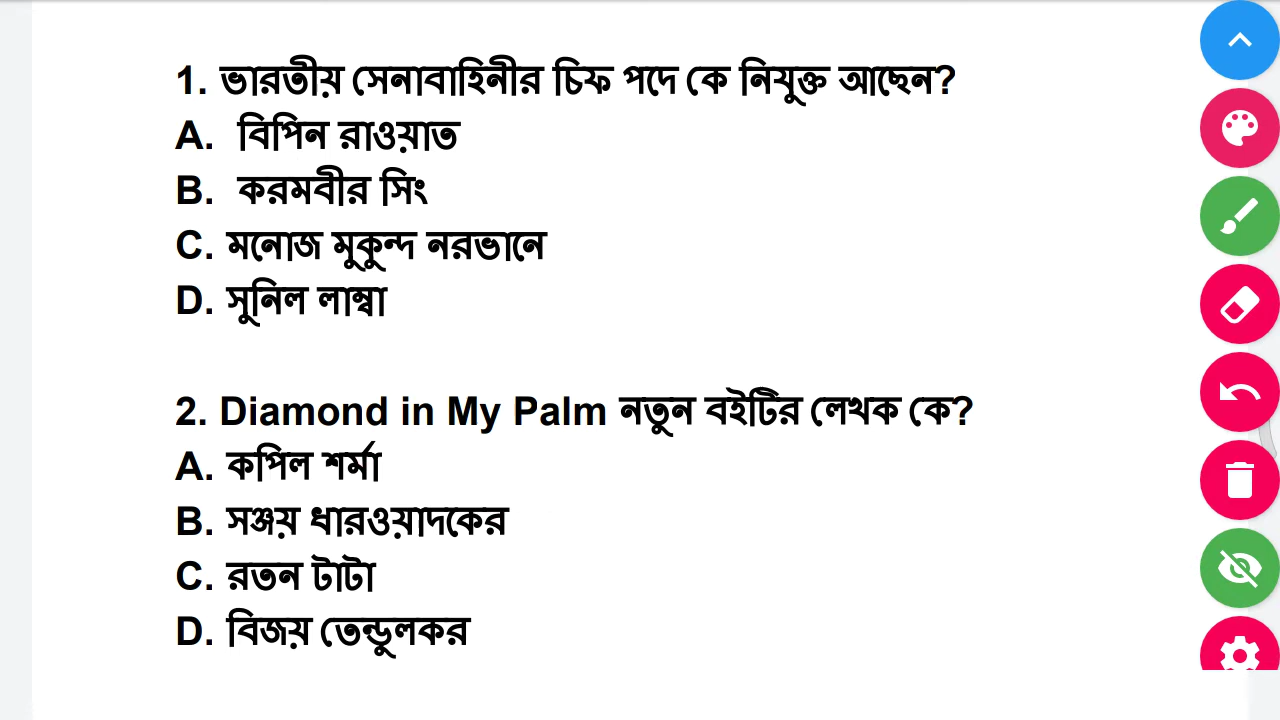 1. ভারতীয় সেনাবাহিনীর চিফ পদে কে নিযুক্ত আছেন?
A. বিপিন রাওয়াত
B. করমবীর সিং
C. মনোজ মুকুন্দ নরভানে
D. সুনিল লাম্বা
2. Diamond in My Palm নতুন বইটির লেখক কে?
A. কপিল শর্মা
B. সঞ্জয় ধারওয়াদকের
C. রতন টাটা
D. বিজয় তেন্ডুলকর